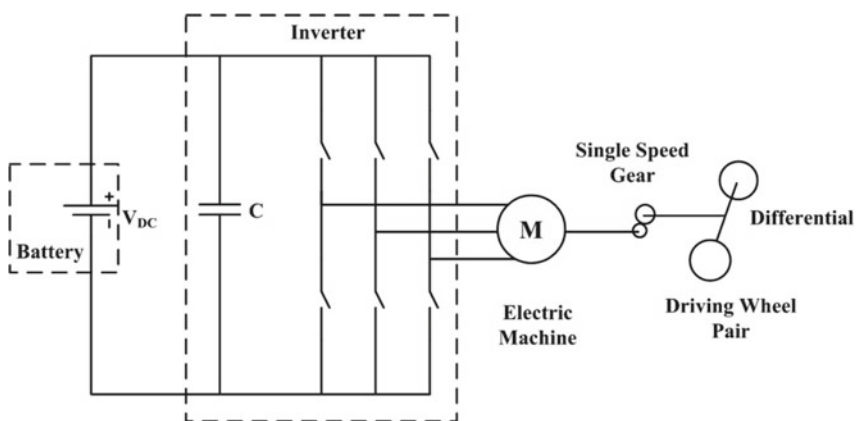 Inverter
+
V_DC
-
Battery
C
M
Electric
Machine
Single Speed
Gear
Differential
Driving Wheel
Pair